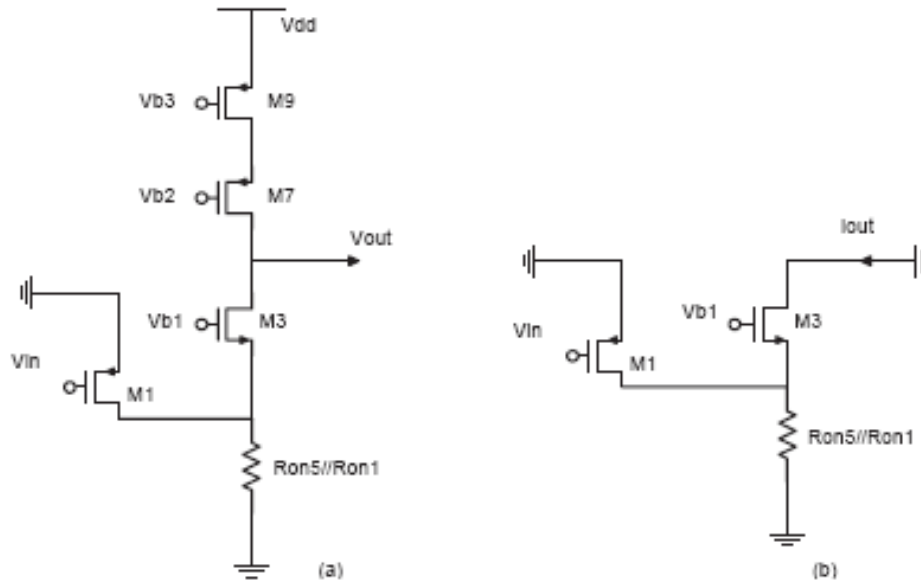 Vdd
Vb3
M9
Vb2
M7
Vout
Iout
Vb1
M3
Vb1
M3
Vin
M1
Vin
M1
Ron5//Ron1
Ron5//Ron1
(a)
(b)